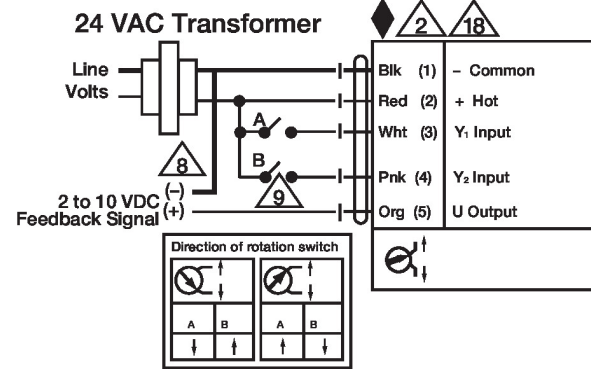 24 VAC Transformer
2
18
Line
Volts
Blk (1) – Common
Red (2) + Hot
A
Wht (3) Y₁ Input
B
Pnk (4) Y₂ Input
8
9
2 to 10 VDC (–)
Feedback Signal (+)
Org (5) U Output
Direction of rotation switch
A B A B